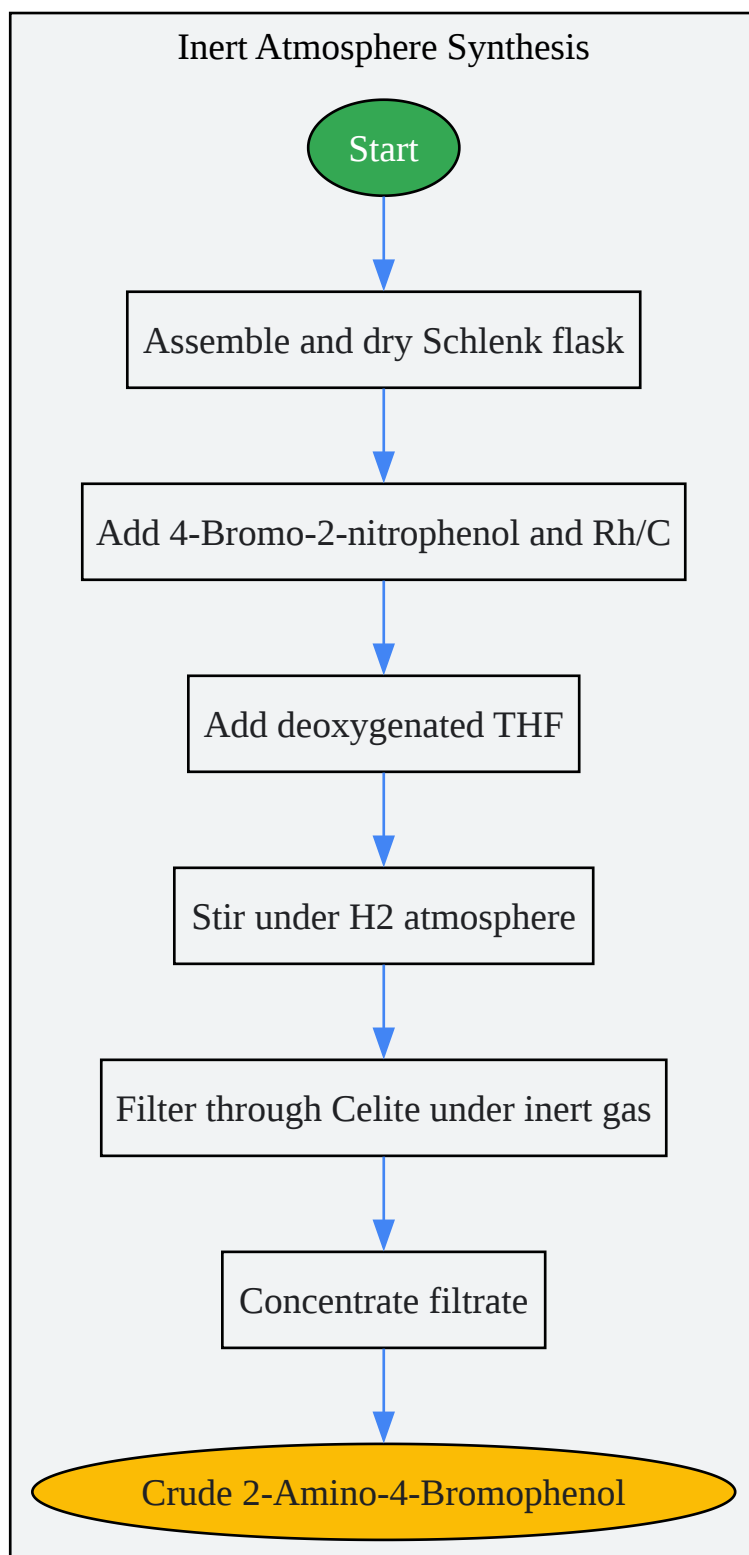 Inert Atmosphere Synthesis
Start
Assemble and dry Schlenk flask
Add 4-Bromo-2-nitrophenol and Rh/C
Add deoxygenated THF
Stir under H2 atmosphere
Filter through Celite under inert gas
Concentrate filtrate
Crude 2-Amino-4-Bromophenol